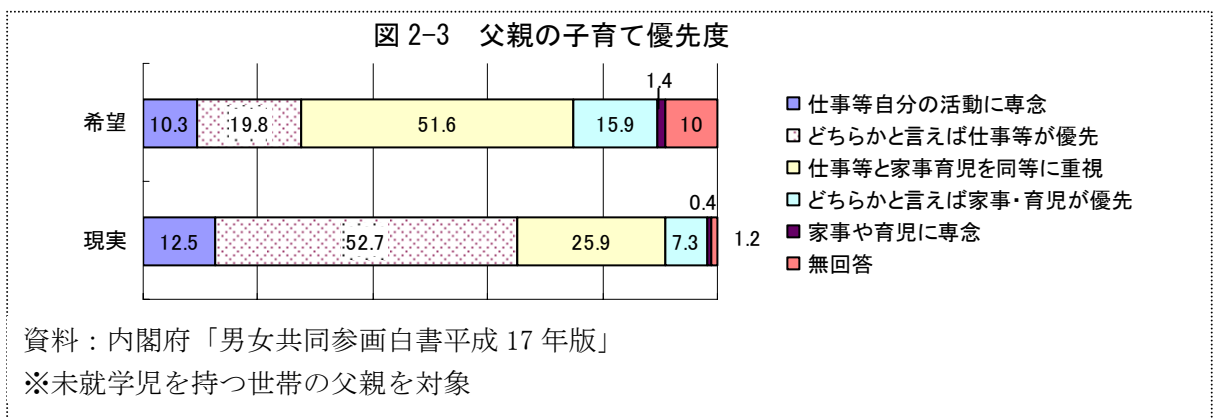 図 2-3 父親の子育て優先度
1.4
希望 10.3 19.8 51.6 15.9 10
0.4
現実 12.5 52.7 25.9 7.3 1.2
仕事等自分の活動に専念
どちらかと言えば仕事等が優先
仕事等と家事育児を同等に重視
どちらかと言えば家事・育児が優先
家事や育児に専念
無回答
資料：内閣府「男女共同参画白書平成 17 年版」
※未就学児を持つ世帯の父親を対象